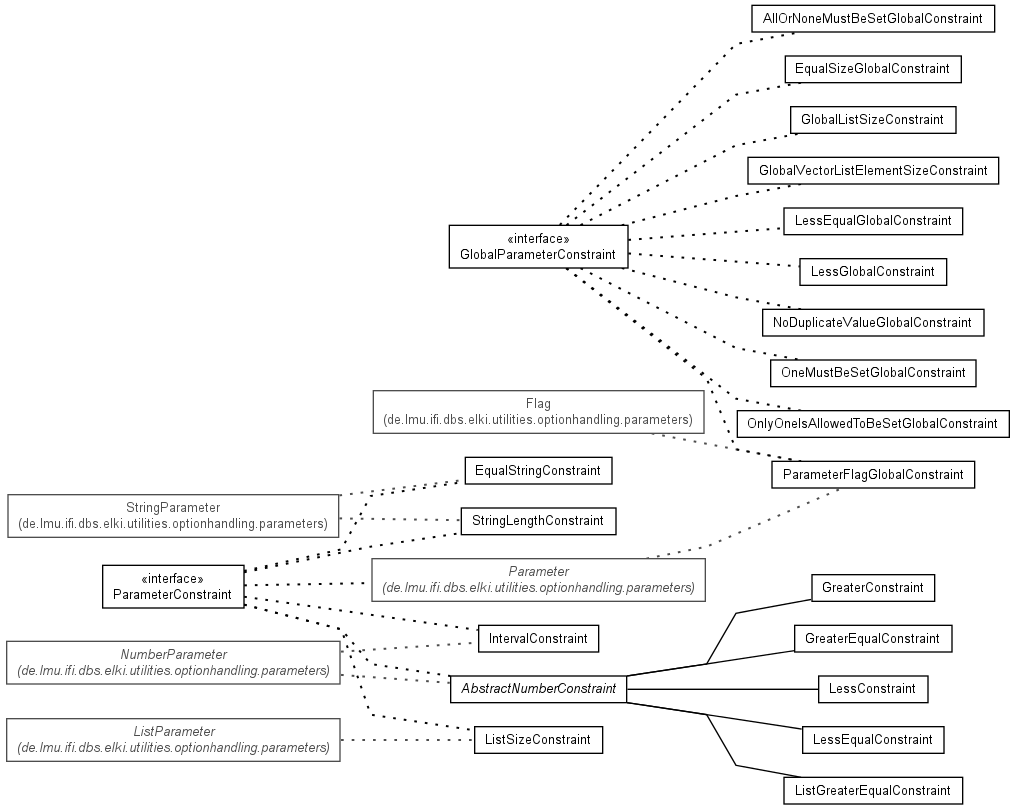 AllOrNoneMustBeSetGlobalConstraint
EqualSizeGlobalConstraint
GlobalListSizeConstraint
GlobalVectorListElementSizeConstraint
LessEqualGlobalConstraint
«interface»
GlobalParameterConstraint
LessGlobalConstraint
NoDuplicateValueGlobalConstraint
OneMustBeSetGlobalConstraint
Flag
(de.lmu.ifi.dbs.elki.utilities.optionhandling.parameters)
OnlyOneIsAllowedToBeSetGlobalConstraint
EqualStringConstraint
ParameterFlagGlobalConstraint
StringParameter
(de.lmu.ifi.dbs.elki.utilities.optionhandling.parameters)
StringLengthConstraint
«interface»
ParameterConstraint
Parameter
(de.lmu.ifi.dbs.elki.utilities.optionhandling.parameters)
GreaterConstraint
IntervalConstraint
GreaterEqualConstraint
NumberParameter
(de.lmu.ifi.dbs.elki.utilities.optionhandling.parameters)
AbstractNumberConstraint
LessConstraint
ListParameter
(de.lmu.ifi.dbs.elki.utilities.optionhandling.parameters)
ListSizeConstraint
LessEqualConstraint
ListGreaterEqualConstraint